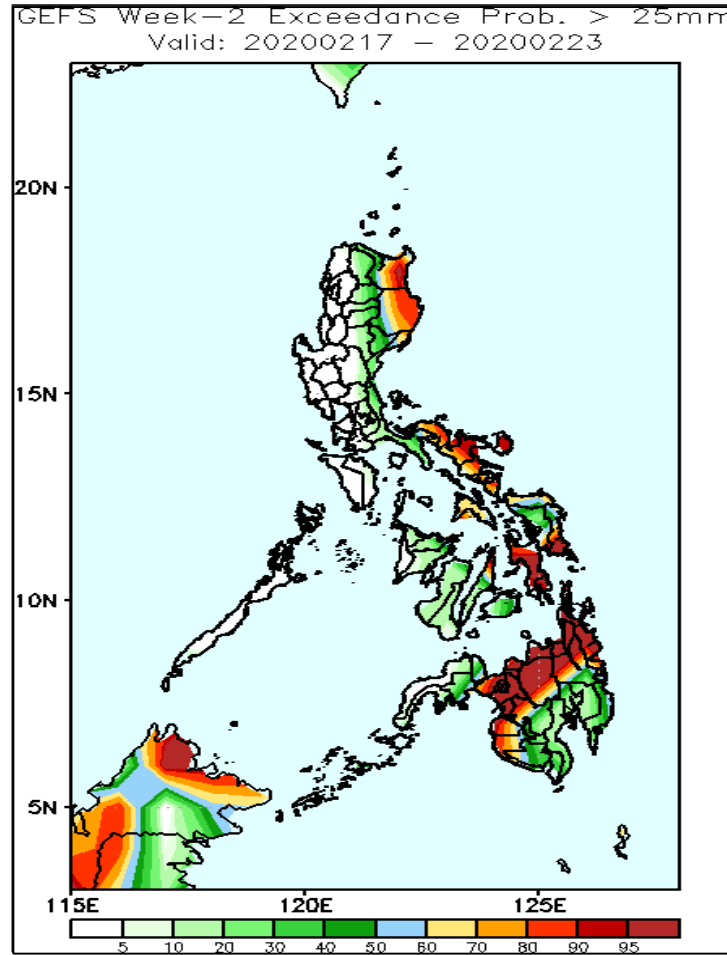 GEFS Week-2 Exceedance Prob. > 25mm
Valid: 20200217 - 20200223
20N
15N
10N
5N
115E 120E 125E
5 10 20 30 40 50 60 70 80 90 95